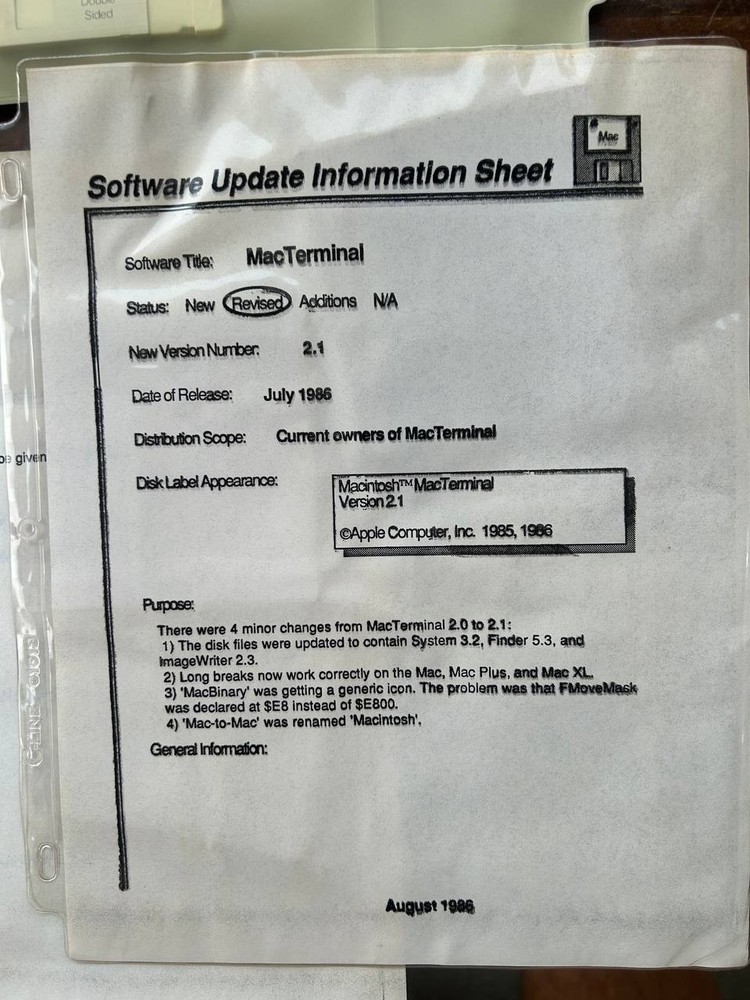 Double
Sided
Mac
Software Update Information Sheet
Software Title: MacTerminal
Status: New Revised Additions N/A
New Version Number: 2.1
Date of Release: July 1986
Distribution Scope: Current owners of MacTerminal
given
Disk Label Appearance:
Macintosh™ MacTerminal
Version 2.1
©Apple Computer, Inc. 1985, 1986
Purpose:
There were 4 minor changes from MacTerminal 2.0 to 2.1:
1) The disk files were updated to contain System 3.2, Finder 5.3, and
ImageWriter 2.3.
2) Long breaks now work correctly on the Mac, Mac Plus, and Mac XL.
3) 'MacBinary' was getting a generic icon. The problem was that FMoveMask
was declared at $E8 instead of $E800.
4) 'Mac-to-Mac' was renamed 'Macintosh'.
General Information:
August 1986